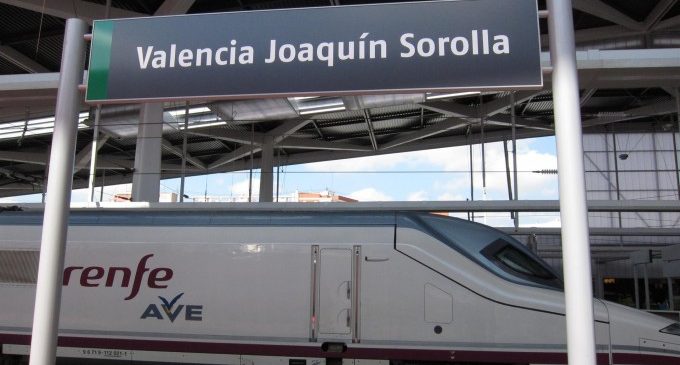 Valencia Joaquín Sorolla
renfe
AVE